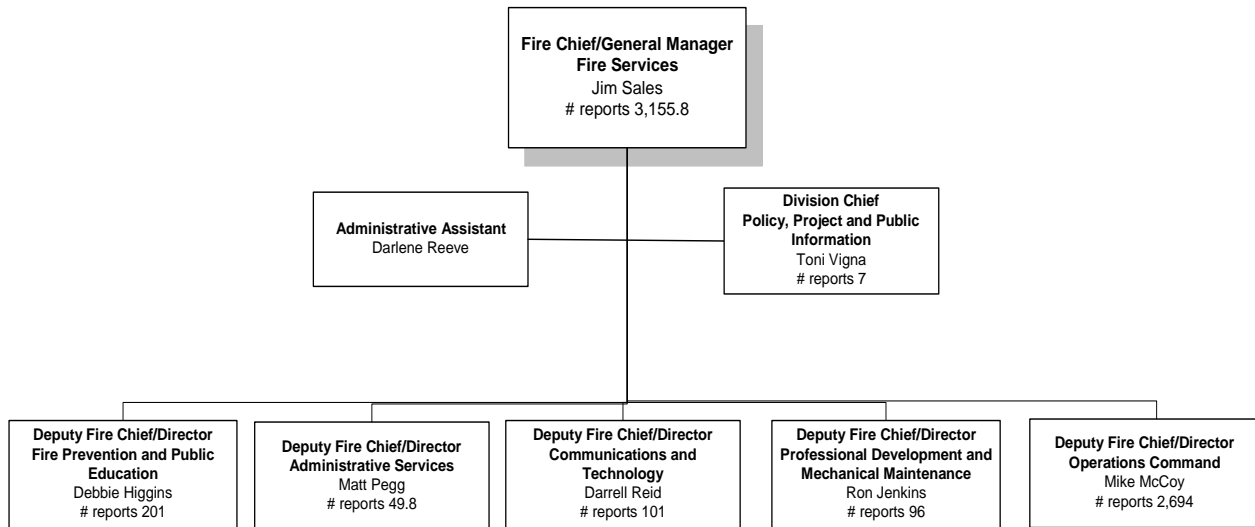 Fire Chief/General Manager
Fire Services
Jim Sales
# reports 3,155.8
Administrative Assistant
Darlene Reeve
Division Chief
Policy, Project and Public
Information
Toni Vigna
# reports 7
Deputy Fire Chief/Director
Fire Prevention and Public
Education
Debbie Higgins
# reports 201
Deputy Fire Chief/Director
Administrative Services
Matt Pegg
# reports 49.8
Deputy Fire Chief/Director
Communications and
Technology
Darrell Reid
# reports 101
Deputy Fire Chief/Director
Professional Development and
Mechanical Maintenance
Ron Jenkins
# reports 96
Deputy Fire Chief/Director
Operations Command
Mike McCoy
# reports 2,694